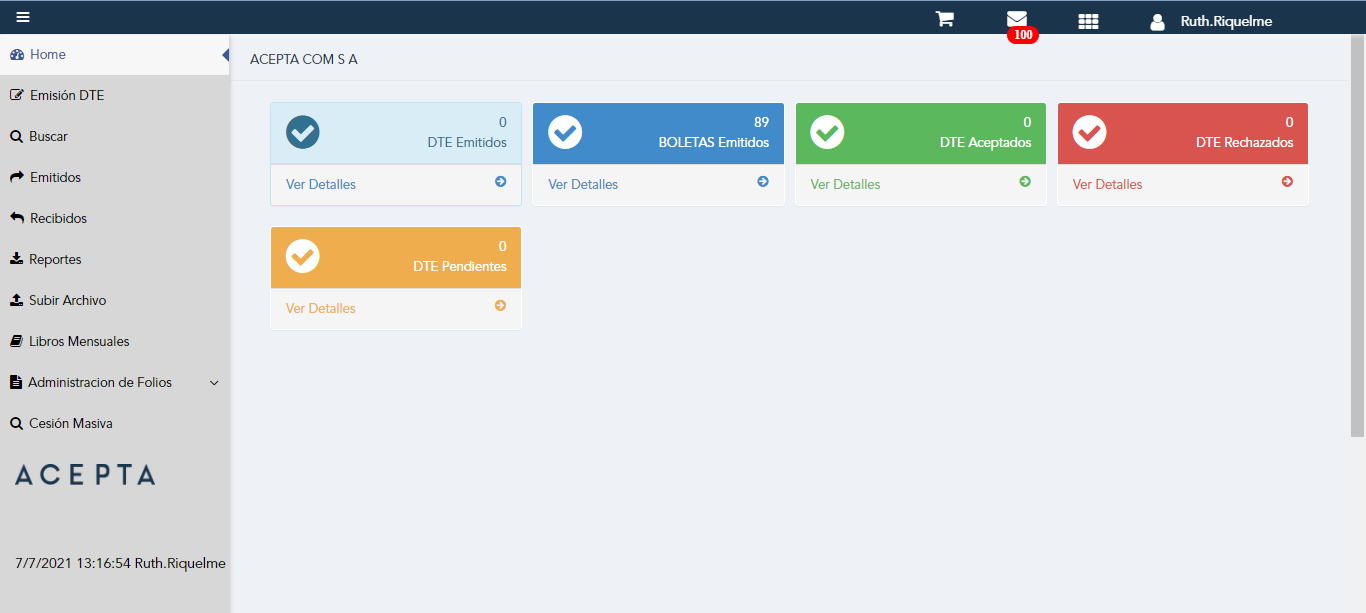 Ruth.Riquelme
100
Home
ACEPTA COM S A
Emisión DTE
Buscar
Emitidos
Recibidos
Reportes
Subir Archivo
Libros Mensuales
Administracion de Folios
Cesión Masiva
ACEPTA
7/7/2021 13:16:54 Ruth.Riquelme
0
DTE Emitidos
Ver Detalles
89
BOLETAS Emitidos
Ver Detalles
0
DTE Aceptados
Ver Detalles
0
DTE Rechazados
Ver Detalles
0
DTE Pendientes
Ver Detalles